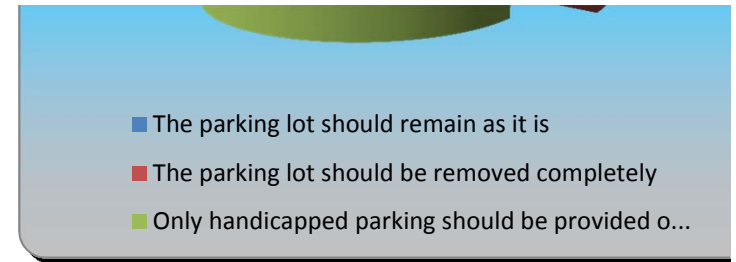 The parking lot should remain as it is
The parking lot should be removed completely
Only handicapped parking should be provided o...